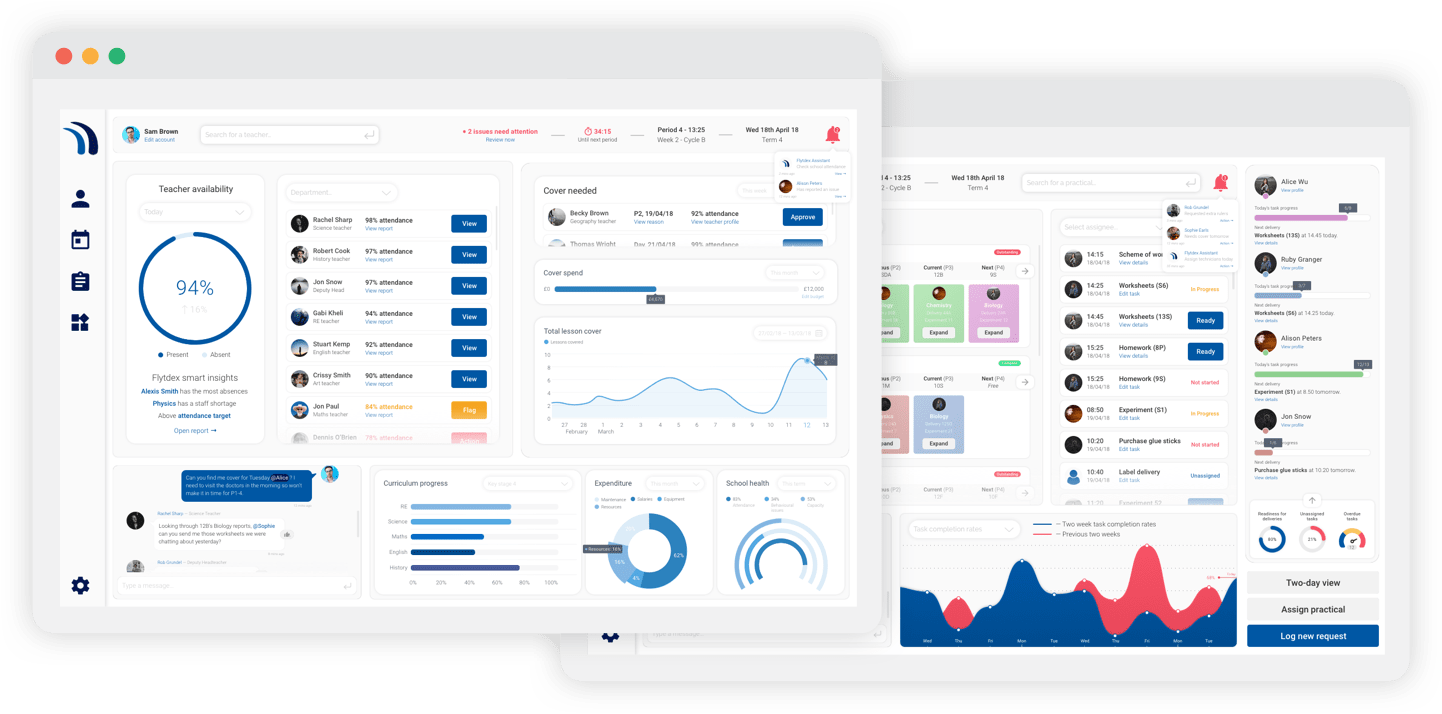 Sam Brown
Edit account
Search for a teacher..
• 2 issues need attention
Review now
34:15
Until next period
Period 4 - 13:25
Week 2 - Cycle B
Wed 18th April 18
Term 4
Flytdex Assistant
Alison Peters
Teacher availability
Today
94%
16%
Present
Absent
Flytdex smart insights
Alexis Smith has the most absences
Physics has a staff shortage
Above attendance target
Open report →
Department..
Rachel Sharp
Science teacher
98% attendance
View report
View
Robert Cook
History teacher
97% attendance
View report
View
Jon Snow
Deputy Head
97% attendance
View report
View
Gabi Kheli
RE teacher
94% attendance
View report
View
Stuart Kemp
English teacher
92% attendance
View report
View
Crissy Smith
Art teacher
90% attendance
View report
View
Jon Paul
Maths teacher
84% attendance
View report
Flag
Dennis O'Brien
78% attendance
Cover needed
This week
Becky Brown
Geography teacher
P2, 19/04/18
View reason
92% attendance
View teacher profile
Approve
Thomas Wright
Day, 21/04/18
99% attendance
Cover spend
This month
£0
£12,000
Edit budget
Total lesson cover
Lessons covered
10
8
6
4
2
0
27
28
1
2
3
4
5
6
7
8
9
10
11
12
13
February
March
Can you find me cover for Tuesday @Alice? I
need to visit the doctors in the morning so won't
make it in time for P1-4.
Rachel Sharp - Science Teacher
Looking through 12B's Biology reports, @Sophie
can you send me those worksheets we were
chatting about yesterday?
Rob Grundel - Deputy Headteacher
Type a message..
Curriculum progress
Key stage 4
RE
Science
Maths
English
History
0%
20%
40%
60%
80%
100%
Expenditure
This month
Maintenance
Salaries
Equipment
Resources
Resources: 16%
62%
16%
4%
School health
This term
82%
Attendance
54%
Behavioural
issues
32%
Capacity
4 - 13:25
2 - Cycle B
Wed 18th April 18
Term 4
Search for a practical..
Rob Grundel
Sophie Earls
Flytdex Assistant
Outstanding
(P2)
Current (P3)
12B
Next (P4)
9S
Chemistry
Biology
Expand
Expand
(P2)
Current (P3)
10S
Next (P4)
Free
Biology
Expand
Outstanding
(P2)
Current (P3)
Next (P4)
Select assignee..
14:15
18/04/18
Scheme of wor
View details
14:25
18/04/18
Worksheets (S6)
Edit task
In Progress
14:45
18/04/18
Worksheets (13S)
View details
Ready
15:25
18/04/18
Homework (8P)
View details
Ready
15:25
18/04/18
Homework (9S)
Edit task
Not started
08:50
19/04/18
Experiment (S1)
Edit task
In Progress
10:20
19/04/18
Purchase glue sticks
Edit task
Not started
10:40
19/04/18
Label delivery
Edit task
Unassigned
11:40
Experiment S2
Task completion rates
— Two week task completion rates
— Previous two weeks
Wed
Thu
Fri
Mon
Tue
Wed
Thu
Fri
Mon
Tue
Alice Wu
View profile
Today's task progress
Next delivery
Worksheets (13S) at 14.45 today.
View details
Ruby Granger
View profile
Today's task progress
Next delivery
Worksheets (S6) at 14.25 today.
View details
Alison Peters
View profile
Today's task progress
12/13
Next delivery
Experiment (S1) at 8.50 tomorrow.
View details
Jon Snow
View profile
Next delivery
Purchase glue sticks at 10.20 tomorrow.
View details
Readiness for
deliveries
Unassigned
tasks
Overdue
tasks
21%
12
Two-day view
Assign practical
Log new request
Type a message..